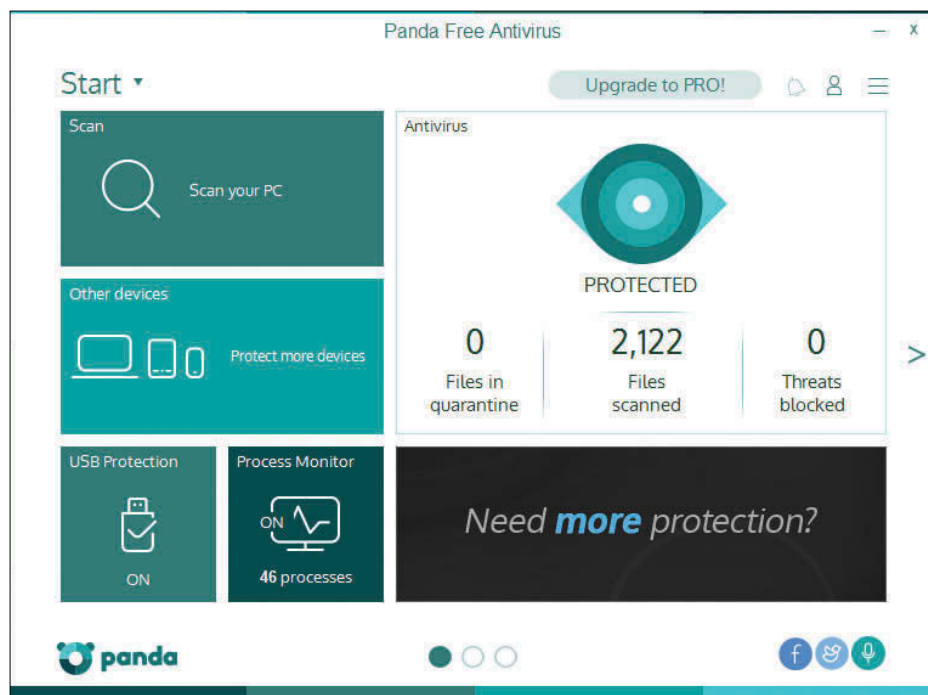 Panda Free Antivirus
Start
Upgrade to PRO!
Scan
Scan your PC
Antivirus
PROTECTED
0
Files in
quarantine
2,122
Files
scanned
0
Threats
blocked
Other devices
Protect more devices
USB Protection
ON
Process Monitor
ON
46 processes
Need more protection?
panda
f